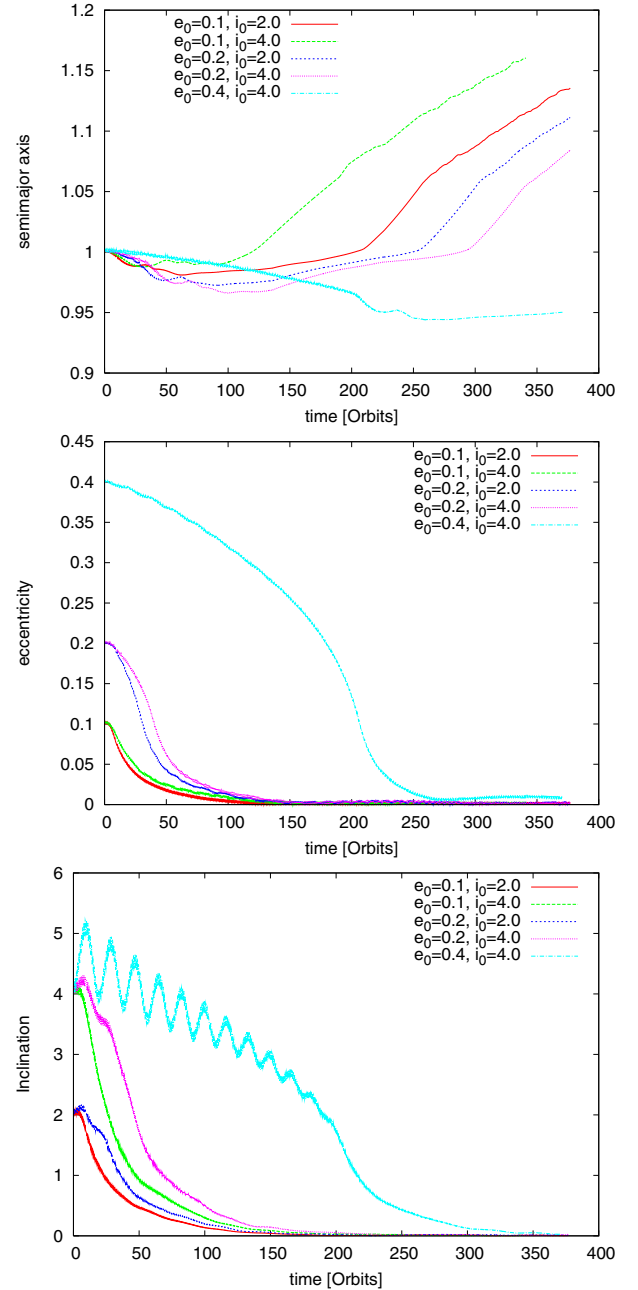 1.2
1.15
1.1
1.05
1
0.95
0.9
semimajor axis
e0=0.1, i0=2.0
e0=0.1, i0=4.0
e0=0.2, i0=2.0
e0=0.2, i0=4.0
e0=0.4, i0=4.0
0 50 100 150 200 250 300 350 400
time [Orbits]
0.45
0.4
0.35
0.3
0.25
0.2
0.15
0.1
0.05
0
eccentricity
e0=0.1, i0=2.0
e0=0.1, i0=4.0
e0=0.2, i0=2.0
e0=0.2, i0=4.0
e0=0.4, i0=4.0
0 50 100 150 200 250 300 350 400
time [Orbits]
6
5
4
3
2
1
0
Inclination
e0=0.1, i0=2.0
e0=0.1, i0=4.0
e0=0.2, i0=2.0
e0=0.2, i0=4.0
e0=0.4, i0=4.0
0 50 100 150 200 250 300 350 400
time [Orbits]